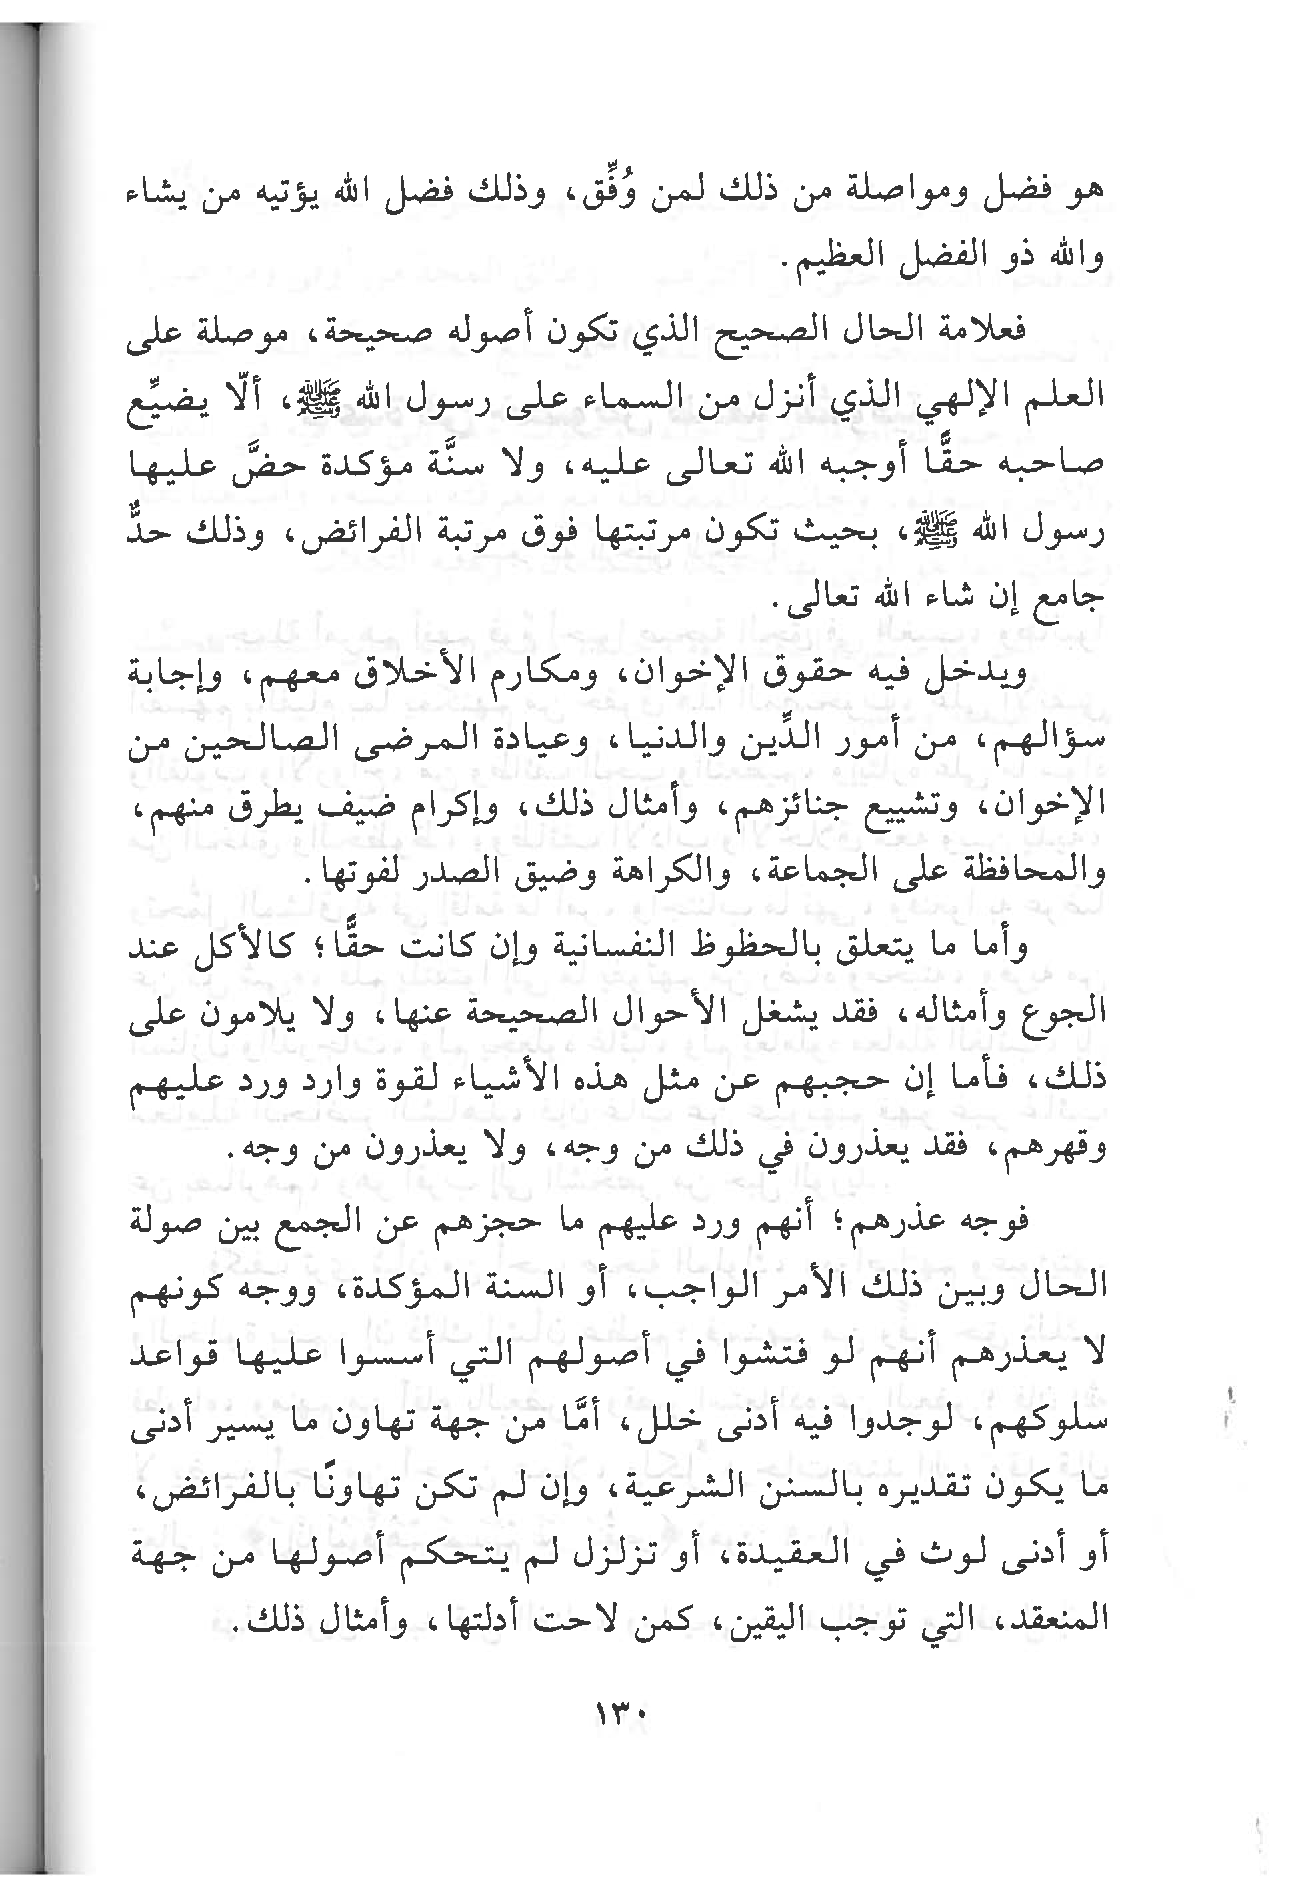 هو فضل ومواصلة من ذلك لمن وُفِّق، وذلك فضل الله يؤتيه من يشاء
والله ذو الفضل العظيم.
فعلامة الحال الصحيح الذي تكون أصوله صحيحة، موصلة على
العلم الإلهي الذي أنزل من السماء على رسول الله ﷺ، ألّا يضيِّع
صاحبه حقًّا أوجبه الله تعالى عليه، ولا سنَّة مؤكدة حضَّ عليها
رسول الله ﷺ، بحيث تكون مرتبتها فوق مرتبة الفرائض، وذلك حدٌّ
جامع إن شاء الله تعالى.
ويدخل فيه حقوق الإخوان، ومكارم الأخلاق معهم، وإجابة
سؤالهم، من أمور الدِّين والدنيا، وعيادة المرضى الصالحين من
الإخوان، وتشييع جنائزهم، وأمثال ذلك، وإكرام ضيف يطرق منهم،
والمحافظة على الجماعة، والكراهة وضيق الصدر لفوتها.
وأما ما يتعلق بالحظوظ النفسانية وإن كانت حقًّا؛ كالأكل عند
الجوع وأمثاله، فقد يشغل الأحوال الصحيحة عنها، ولا يلامون على
ذلك، فأما إن حجبهم عن مثل هذه الأشياء لقوة وارد ورد عليهم
وقهرهم، فقد يعذرون في ذلك من وجه، ولا يعذرون من وجه.
فوجه عذرهم؛ أنهم ورد عليهم ما حجزهم عن الجمع بين صولة
الحال وبين ذلك الأمر الواجب، أو السنة المؤكدة، ووجه كونهم
لا يعذرهم أنهم لو فتشوا في أصولهم التي أسسوا عليها قواعد
سلوكهم، لوجدوا فيه أدنى خلل، أمَّا من جهة تهاون ما يسير أدنى
ما يكون تقديره بالسنن الشرعية، وإن لم تكن تهاونًا بالفرائض،
أو أدنى لوث في العقيدة، أو تزلزل لم يتحكم أصولها من جهة
المنعقد، التي توجب اليقين، كمن لاحت أدلتها، وأمثال ذلك.
١٣٠